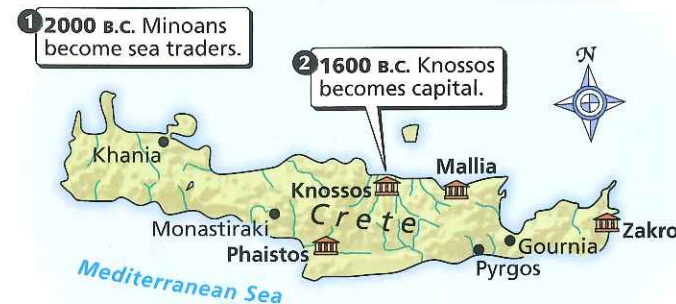 1 2000 B.C. Minoans
become sea traders.
2 1600 B.C. Knossos
becomes capital.
N
Khania
Mallia
Knossos
Crete
Monastiraki
Zakro
Phaistos
Gournia
Pyrgos
Mediterranean Sea